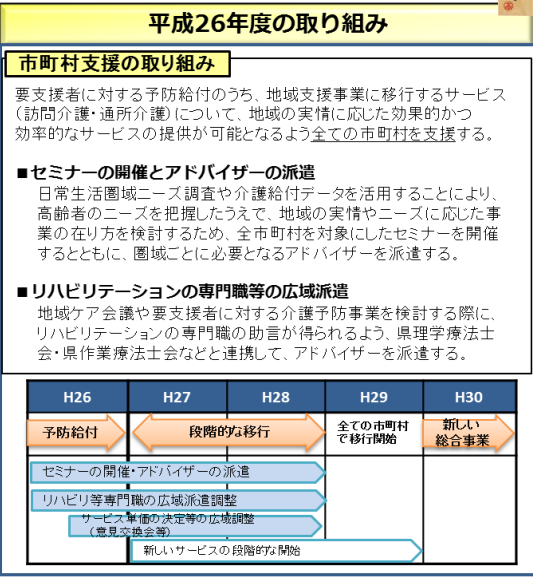 平成26年度の取り組み
市町村支援の取り組み
要支援者に対する予防給付のうち、地域支援事業に移行するサービス
（訪問介護・通所介護）について、地域の実情に応じた効果的かつ
効率的なサービスの提供が可能となるよう全ての市町村を支援する。
■セミナーの開催とアドバイザーの派遣
日常生活圏域ニーズ調査や介護給付データを活用することにより、
高齢者のニーズを把握したうえで、地域の実情やニーズに応じた事
業の在り方を検討するため、全市町村を対象にしたセミナーを開催
するとともに、圏域ごとに必要となるアドバイザーを派遣する。
■リハビリテーションの専門職等の広域派遣
地域ケア会議や要支援者に対する介護予防事業を検討する際に、
リハビリテーションの専門職の助言が得られるよう、県理学療法士
会・県作業療法士会などと連携して、アドバイザーを派遣する。
H26 H27 H28 H29 H30
予防給付 段階的な移行 全ての市町村 新しい
で移行開始 総合事業
セミナーの開催・アドバイザーの派遣
リハビリ等専門職の広域派遣調整
サービス単価の決定等の広域調整
（意見交換会等）
新しいサービスの段階的な開始